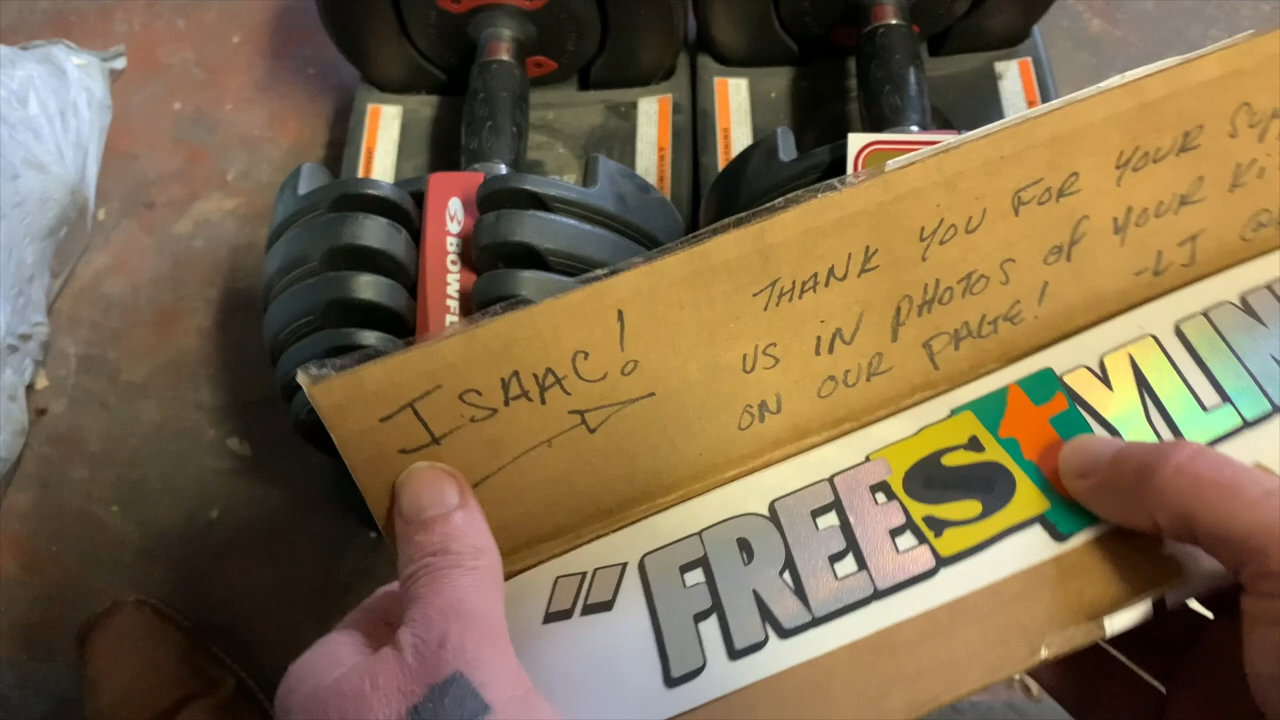 BOWFL
ISAAC!
THANK YOU FOR YOUR
US IN PHOTOS OF YOUR
ON OUR PAGE! -LJ @
"FREEStYLIN